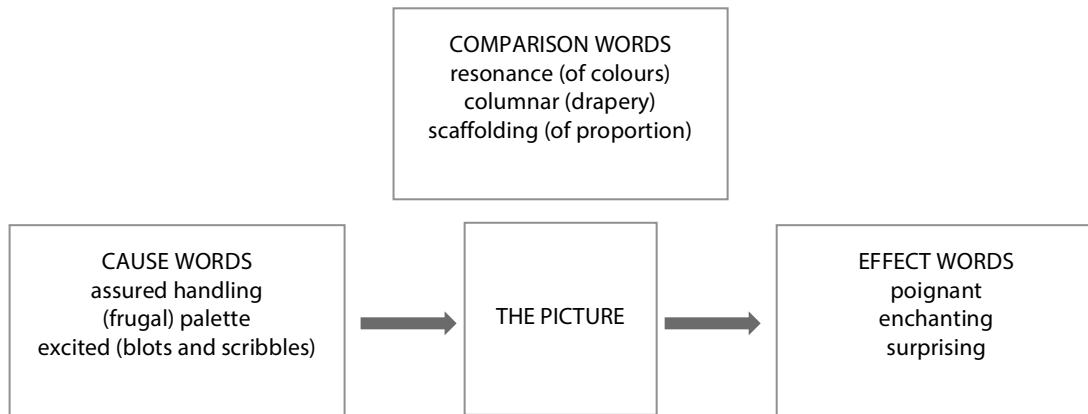 COMPARISON WORDS
resonance (of colours)
columnar (drapery)
scaffolding (of proportion)
CAUSE WORDS
assured handling
(frugal) palette
excited (blots and scribbles)
THE PICTURE
EFFECT WORDS
poignant
enchanting
surprising